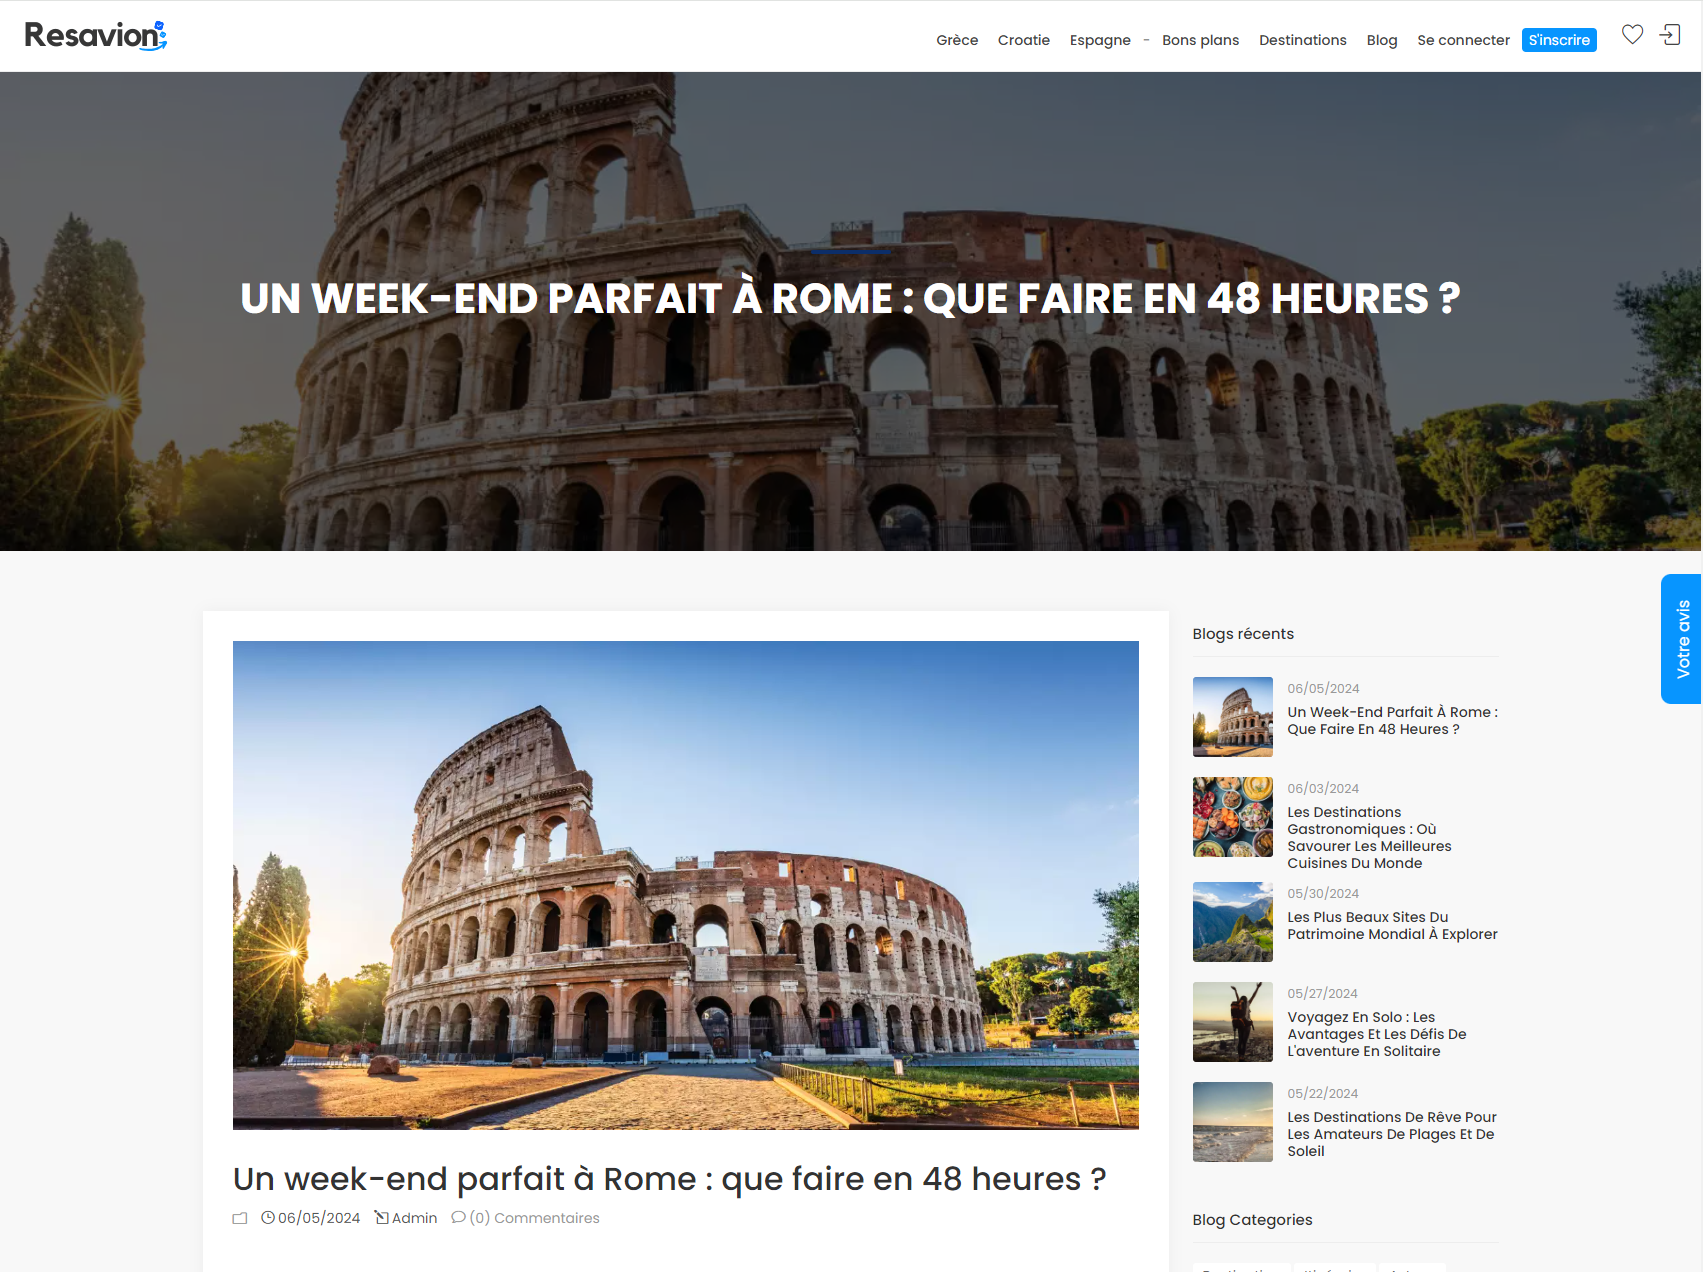 Resavion
Grèce Croatie Espagne - Bons plans Destinations Blog Se connecter S'inscrire
UN WEEK-END PARFAIT À ROME : QUE FAIRE EN 48 HEURES ?
Votre avis
Blogs récents
06/05/2024
Un Week-End Parfait À Rome :
Que Faire En 48 Heures ?
06/03/2024
Les Destinations
Gastronomiques : Où
Savourer Les Meilleures
Cuisines Du Monde
05/30/2024
Les Plus Beaux Sites Du
Patrimoine Mondial À Explorer
05/27/2024
Voyagez En Solo : Les
Avantages Et Les Défis De
L'aventure En Solitaire
05/22/2024
Les Destinations De Rêve Pour
Les Amateurs De Plages Et De
Soleil
Un week-end parfait à Rome : que faire en 48 heures ?
06/05/2024 Admin (0) Commentaires
Blog Categories